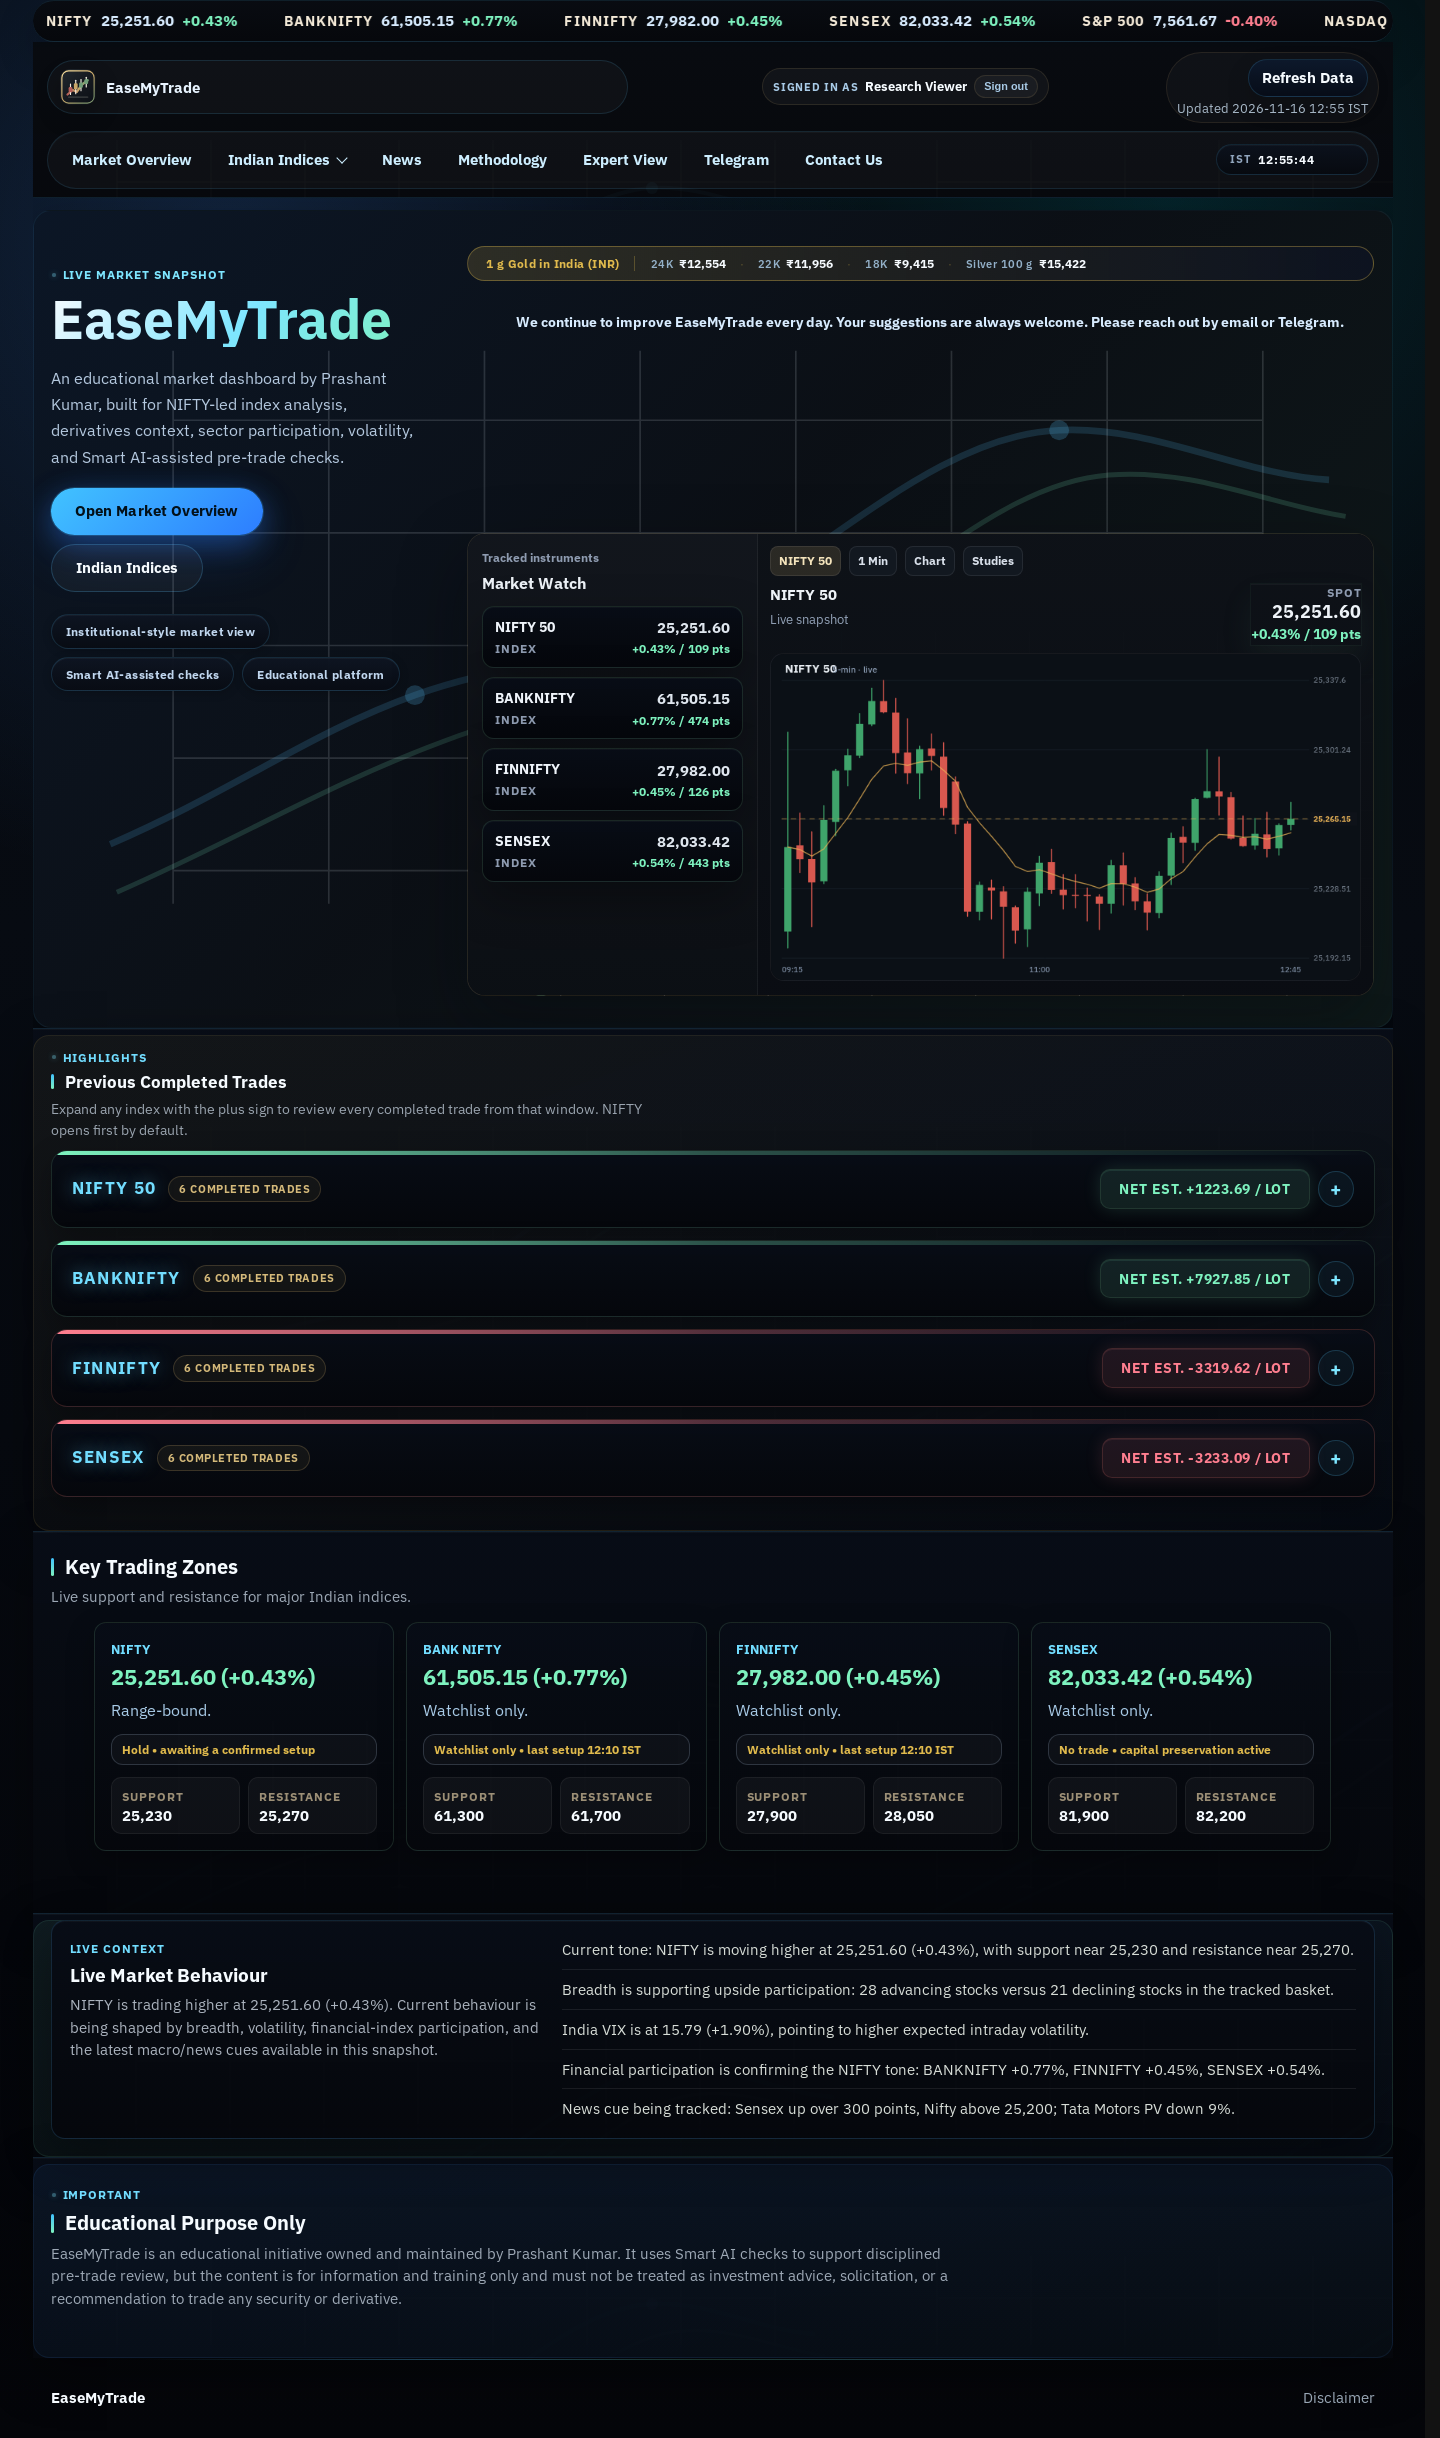 NIFTY 25,251.60 +0.43% BANKNIFTY 61,505.15 +0.77% FINNIFTY 27,982.00 +0.45% SENSEX 82,033.42 +0.54% S&P 500 7,561.67 -0.40% NASDAQ
EaseMyTrade
SIGNED IN AS Research Viewer Sign out
Refresh Data
Updated 2026-11-16 12:55 IST
Market Overview Indian Indices News Methodology Expert View Telegram Contact Us IST 12:55:44
LIVE MARKET SNAPSHOT
EaseMyTrade
An educational market dashboard by Prashant
Kumar, built for NIFTY-led index analysis,
derivatives context, sector participation, volatility,
and Smart AI-assisted pre-trade checks.
Open Market Overview
Indian Indices
Institutional-style market view
Smart AI-assisted checks Educational platform
1 g Gold in India (INR) 24K ₹12,554 · 22K ₹11,956 · 18K ₹9,415 · Silver 100 g ₹15,422
We continue to improve EaseMyTrade every day. Your suggestions are always welcome. Please reach out by email or Telegram.
Tracked instruments
Market Watch
NIFTY 50 25,251.60
INDEX +0.43% / 109 pts
BANKNIFTY 61,505.15
INDEX +0.77% / 474 pts
FINNIFTY 27,982.00
INDEX +0.45% / 126 pts
SENSEX 82,033.42
INDEX +0.54% / 443 pts
NIFTY 50 1 Min Chart Studies
NIFTY 50
Live snapshot
SPOT
25,251.60
+0.43% / 109 pts
NIFTY 50 -min · live
25,337.6
25,301.24
25,265.15
25,228.51
25,192.15
09:15 11:00 12:45
HIGHLIGHTS
Previous Completed Trades
Expand any index with the plus sign to review every completed trade from that window. NIFTY
opens first by default.
NIFTY 50 6 COMPLETED TRADES NET EST. +1223.69 / LOT +
BANKNIFTY 6 COMPLETED TRADES NET EST. +7927.85 / LOT +
FINNIFTY 6 COMPLETED TRADES NET EST. -3319.62 / LOT +
SENSEX 6 COMPLETED TRADES NET EST. -3233.09 / LOT +
Key Trading Zones
Live support and resistance for major Indian indices.
NIFTY
25,251.60 (+0.43%)
Range-bound.
Hold • awaiting a confirmed setup
SUPPORT RESISTANCE
25,230 25,270
BANK NIFTY
61,505.15 (+0.77%)
Watchlist only.
Watchlist only • last setup 12:10 IST
SUPPORT RESISTANCE
61,300 61,700
FINNIFTY
27,982.00 (+0.45%)
Watchlist only.
Watchlist only • last setup 12:10 IST
SUPPORT RESISTANCE
27,900 28,050
SENSEX
82,033.42 (+0.54%)
Watchlist only.
No trade • capital preservation active
SUPPORT RESISTANCE
81,900 82,200
LIVE CONTEXT
Live Market Behaviour
NIFTY is trading higher at 25,251.60 (+0.43%). Current behaviour is
being shaped by breadth, volatility, financial-index participation, and
the latest macro/news cues available in this snapshot.
Current tone: NIFTY is moving higher at 25,251.60 (+0.43%), with support near 25,230 and resistance near 25,270.
Breadth is supporting upside participation: 28 advancing stocks versus 21 declining stocks in the tracked basket.
India VIX is at 15.79 (+1.90%), pointing to higher expected intraday volatility.
Financial participation is confirming the NIFTY tone: BANKNIFTY +0.77%, FINNIFTY +0.45%, SENSEX +0.54%.
News cue being tracked: Sensex up over 300 points, Nifty above 25,200; Tata Motors PV down 9%.
IMPORTANT
Educational Purpose Only
EaseMyTrade is an educational initiative owned and maintained by Prashant Kumar. It uses Smart AI checks to support disciplined
pre-trade review, but the content is for information and training only and must not be treated as investment advice, solicitation, or a
recommendation to trade any security or derivative.
EaseMyTrade Disclaimer